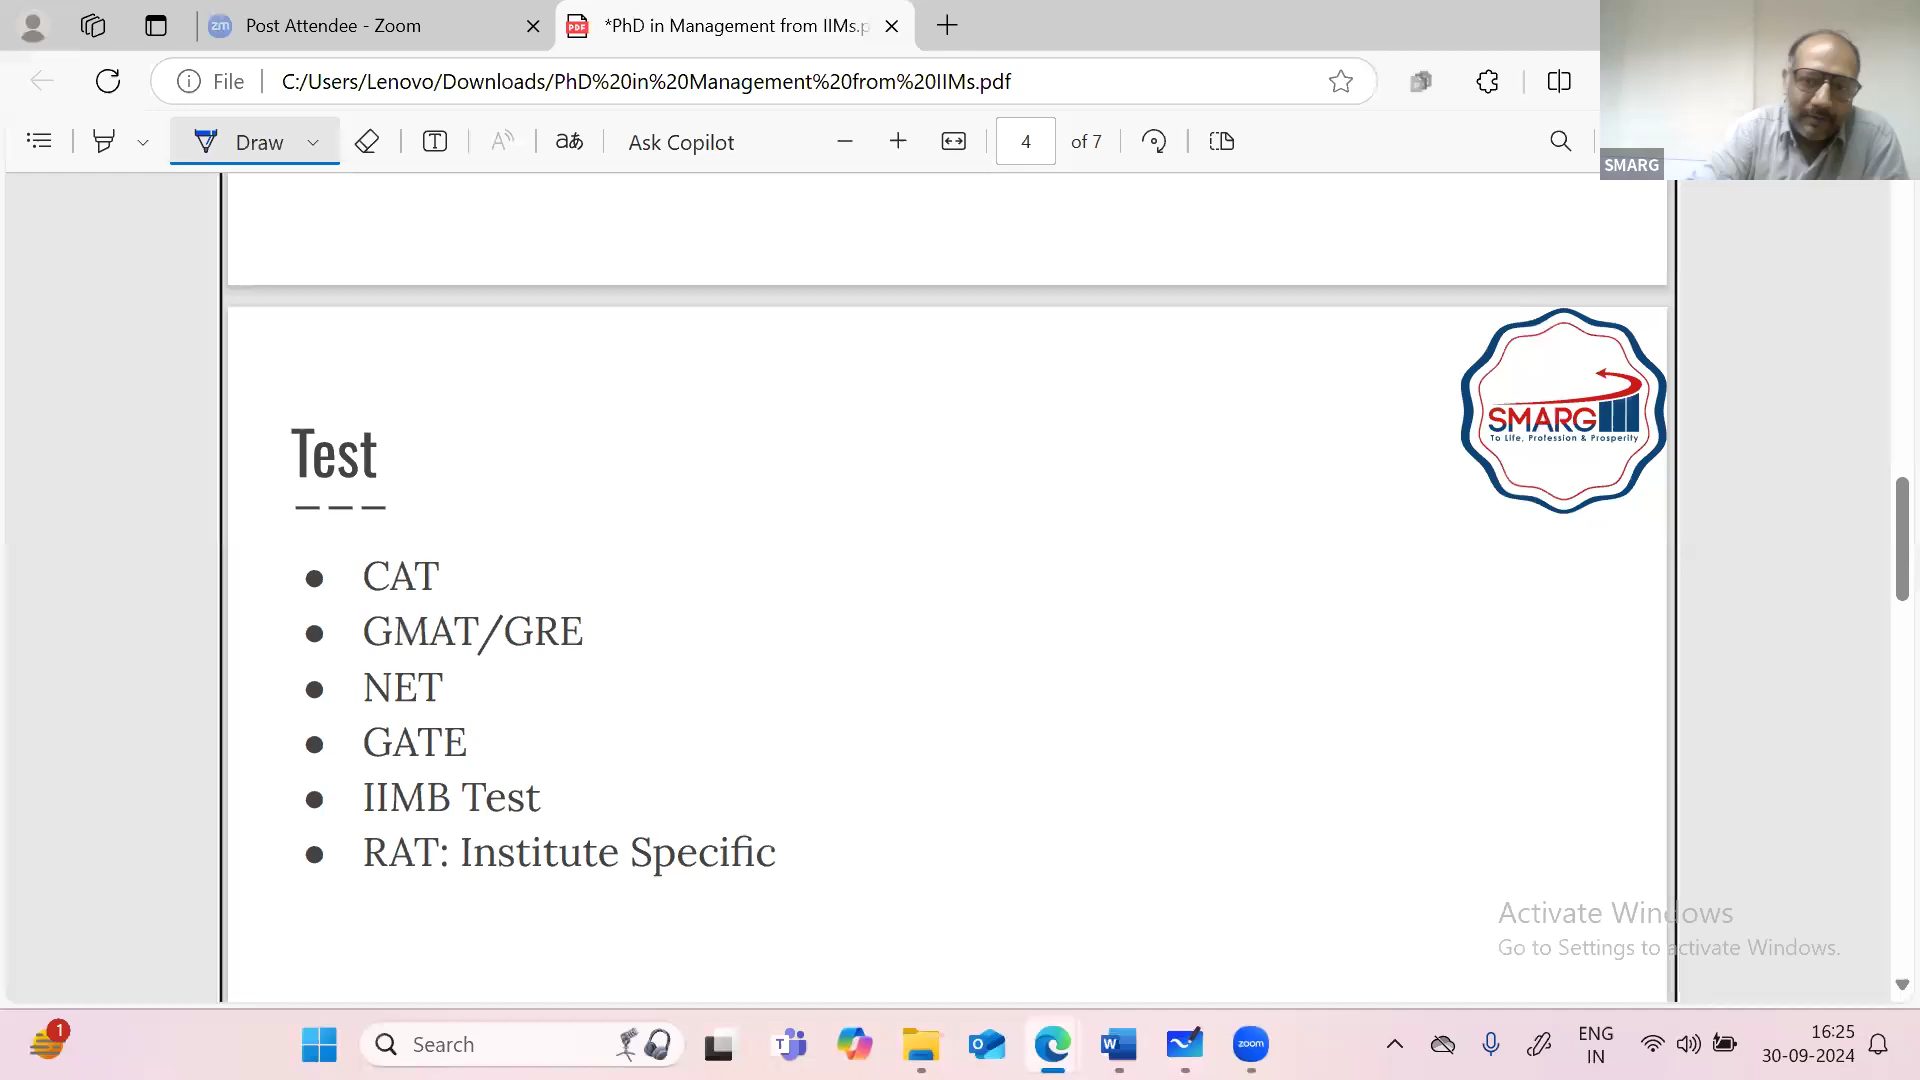 Post Attendee - Zoom
*PhD in Management from IIMs.p
File
C:/Users/Lenovo/Downloads/PhD%20in%20Management%20from%20IIMs.pdf
Draw
Ask Copilot
4
of 7
SMARG
SMARG
To Life, Profession & Prosperity
Test
CAT
GMAT/GRE
NET
GATE
IIMB Test
RAT: Institute Specific
Activate Windows
Go to Settings to activate Windows.
1
Search
zoom
ENG
IN
16:25
30-09-2024